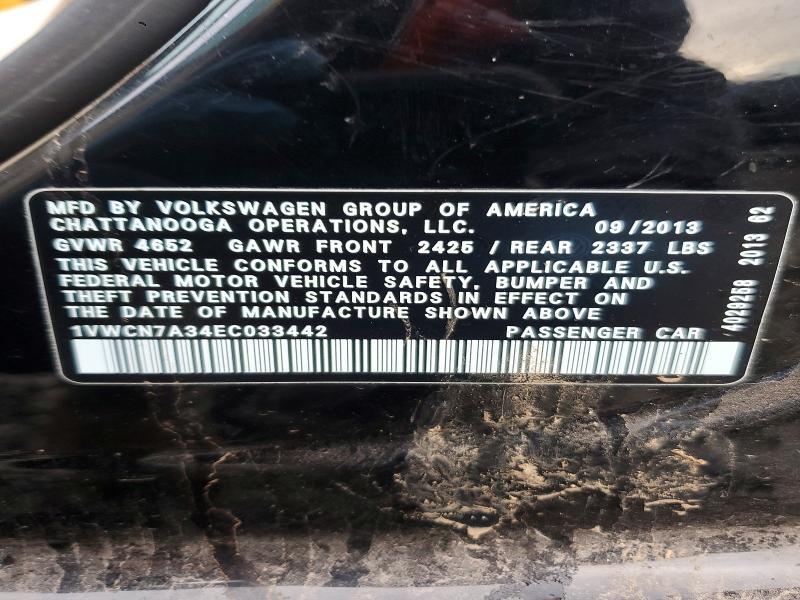 MFD BY VOLKSWAGEN GROUP OF AMERICA
CHATTANOOGA OPERATIONS, LLC. 09/2013
GVWR 4652 GAWR FRONT 2425 / REAR 2337 LBS
THIS VEHICLE CONFORMS TO ALL APPLICABLE U.S.
FEDERAL MOTOR VEHICLE SAFETY, BUMPER AND
THEFT PREVENTION STANDARDS IN EFFECT ON
THE DATE OF MANUFACTURE SHOWN ABOVE
1VWCN7A34EC033442 PASSENGER CAR
4029258 2013 62